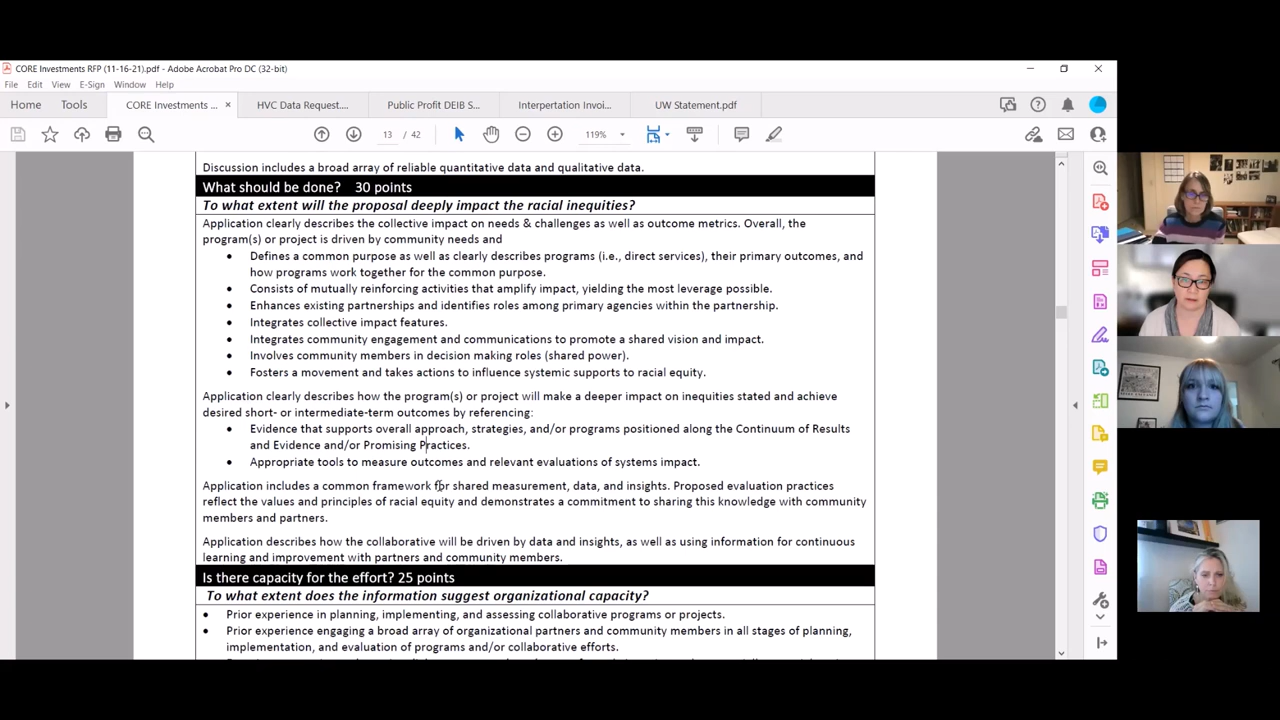 CORE Investments RFP (11-16-21).pdf - Adobe Acrobat Pro DC (32-bit)
File Edit View E-Sign Window Help
Home Tools CORE Investments ... × HVC Data Request.... Public Profit DEIB S... Interpertation Invoi... UW Statement.pdf
13 / 42 119%
Discussion includes a broad array of reliable quantitative data and qualitative data.
What should be done? 30 points
To what extent will the proposal deeply impact the racial inequities?
Application clearly describes the collective impact on needs & challenges as well as outcome metrics. Overall, the
program(s) or project is driven by community needs and
• Defines a common purpose as well as clearly describes programs (i.e., direct services), their primary outcomes, and
how programs work together for the common purpose.
• Consists of mutually reinforcing activities that amplify impact, yielding the most leverage possible.
• Enhances existing partnerships and identifies roles among primary agencies within the partnership.
• Integrates collective impact features.
• Integrates community engagement and communications to promote a shared vision and impact.
• Involves community members in decision making roles (shared power).
• Fosters a movement and takes actions to influence systemic supports to racial equity.
Application clearly describes how the program(s) or project will make a deeper impact on inequities stated and achieve
desired short- or intermediate-term outcomes by referencing:
• Evidence that supports overall approach, strategies, and/or programs positioned along the Continuum of Results
and Evidence and/or Promising Practices.
• Appropriate tools to measure outcomes and relevant evaluations of systems impact.
Application includes a common framework for shared measurement, data, and insights. Proposed evaluation practices
reflect the values and principles of racial equity and demonstrates a commitment to sharing this knowledge with community
members and partners.
Application describes how the collaborative will be driven by data and insights, as well as using information for continuous
learning and improvement with partners and community members.
Is there capacity for the effort? 25 points
To what extent does the information suggest organizational capacity?
• Prior experience in planning, implementing, and assessing collaborative programs or projects.
• Prior experience engaging a broad array of organizational partners and community members in all stages of planning,
implementation, and evaluation of programs and/or collaborative efforts.